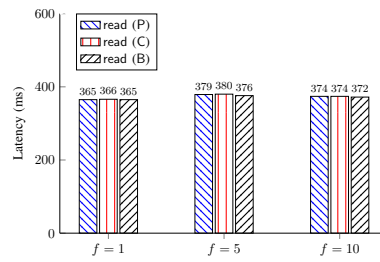 600
400
200
0
Latency (ms)
read (P)
read (C)
read (B)
365 366 365
379 380 376
374 374 372
f = 1
f = 5
f = 10